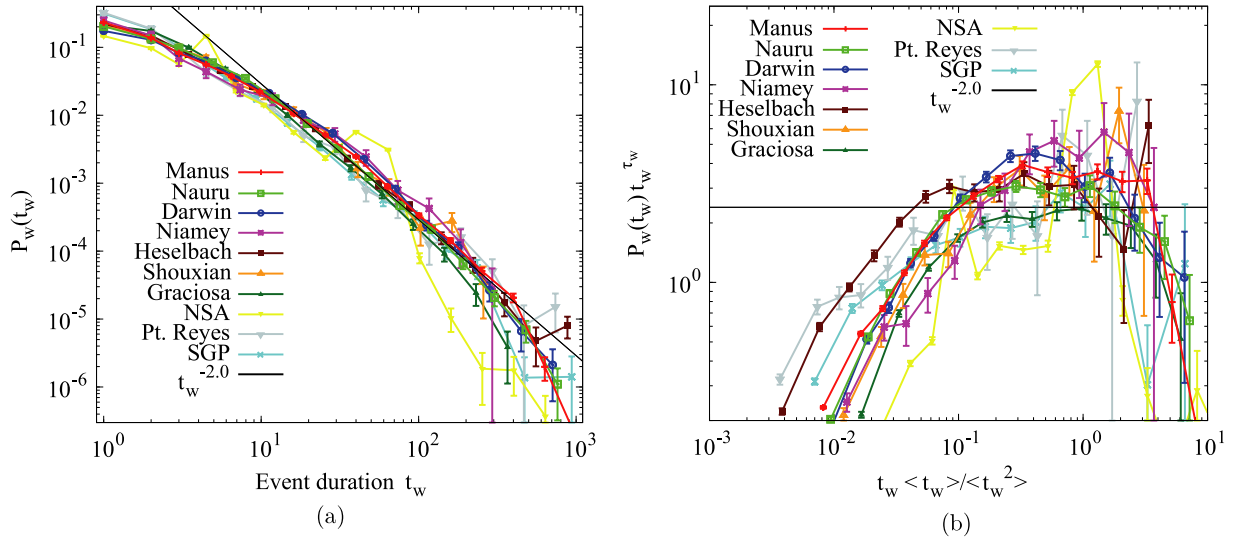 10^-1
10^-2
10^-3
10^-4
10^-5
10^-6
P_w(t_w)
Manus
Nauru
Darwin
Niamey
Heselbach
Shouxian
Graciosa
NSA
Pt. Reyes
SGP
t_w^-2.0
10^0 10^1 10^2 10^3
Event duration t_w
(a)
10^1
10^0
P_w(t_w) t_w^τ_w
Manus
Nauru
Darwin
Niamey
Heselbach
Shouxian
Graciosa
NSA
Pt. Reyes
SGP
t_w^-2.0
10^-3 10^-2 10^-1 10^0 10^1
t_w <t_w>/<t_w^2>
(b)